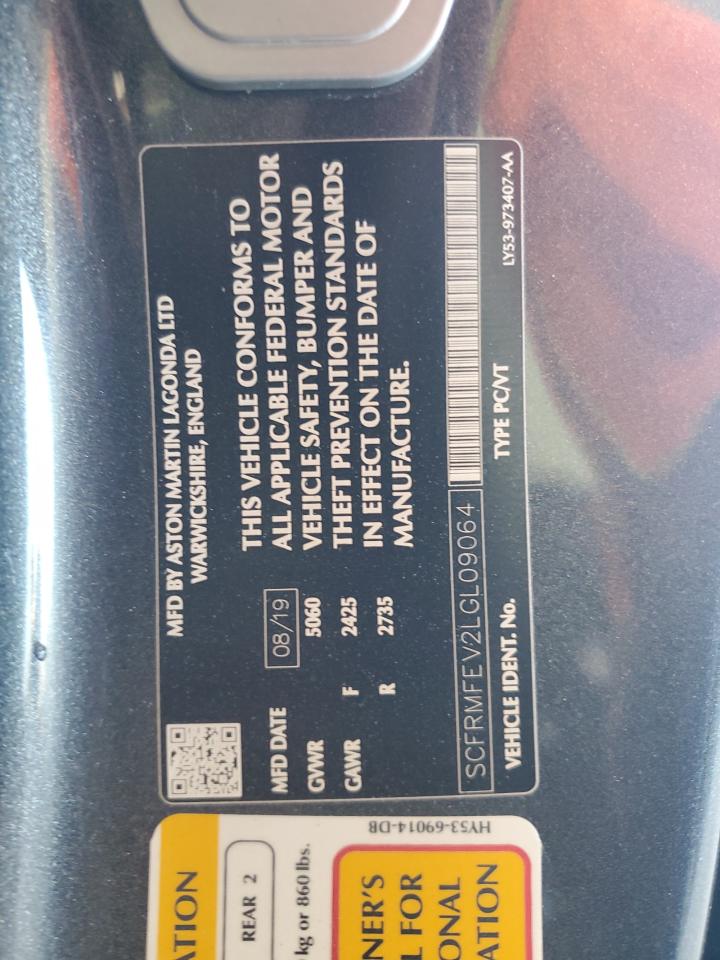 MFD BY ASTON MARTIN LAGONDA LTD
WARWICKSHIRE, ENGLAND
MFD DATE 08/19
GVWR 5060
GAWR F 2425
R 2735
THIS VEHICLE CONFORMS TO
ALL APPLICABLE FEDERAL MOTOR
VEHICLE SAFETY, BUMPER AND
THEFT PREVENTION STANDARDS
IN EFFECT ON THE DATE OF
MANUFACTURE.
SCFRMFEV2LGL09064
VEHICLE IDENT. No. TYPE PC/VT LY53-973407-AA
ATION
REAR 2
kg or 860 lbs.
NER'S
L FOR
ONAL
ATION
HY53-69014-DB